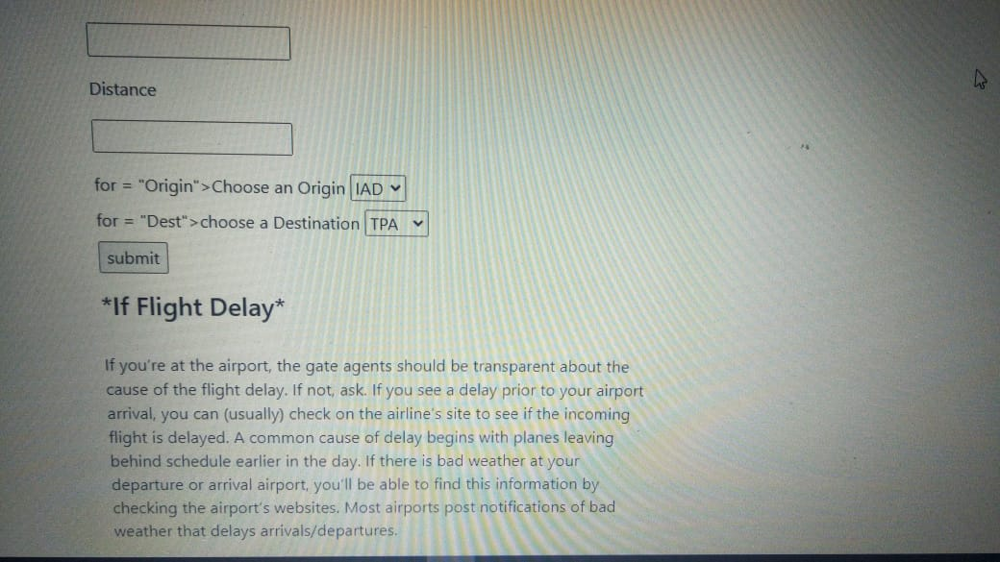 Distance
for = "Origin">Choose an Origin IAD
for = "Dest">choose a Destination TPA
submit
*If Flight Delay*
If you're at the airport, the gate agents should be transparent about the
cause of the flight delay. If not, ask. If you see a delay prior to your airport
arrival, you can (usually) check on the airline's site to see if the incoming
flight is delayed. A common cause of delay begins with planes leaving
behind schedule earlier in the day. If there is bad weather at your
departure or arrival airport, you'll be able to find this information by
checking the airport's websites. Most airports post notifications of bad
weather that delays arrivals/departures.